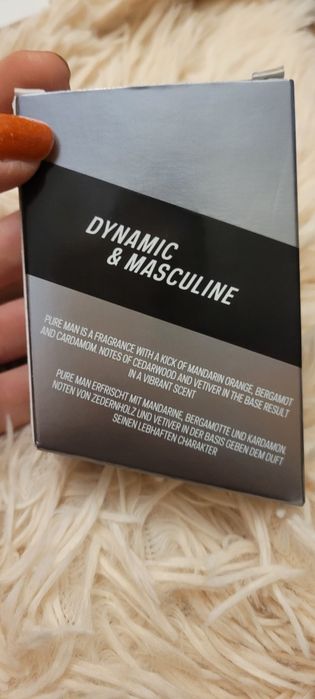 DYNAMIC
& MASCULINE
PURE MAN IS A FRAGRANCE WITH A KICK OF MANDARIN ORANGE, BERGAMOT
AND CARDAMOM. NOTES OF CEDARWOOD AND VETIVER IN THE BASE RESULT
IN A VIBRANT SCENT
PURE MAN ERFRISCHT MIT MANDARINE, BERGAMOTTE UND KARDAMON.
NOTEN VON ZEDERNHOLZ UND VETIVER IN DER BASIS GEBEN DEM DUFT
SEINEN LEBHAFTEN CHARAKTER